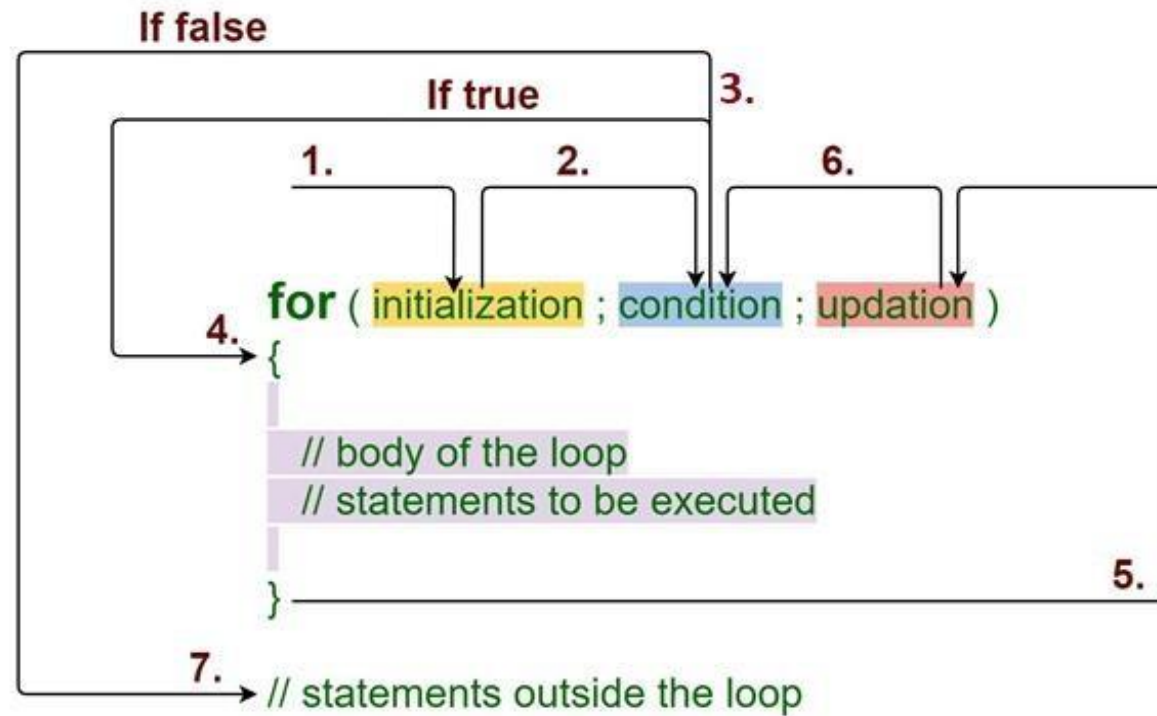 If false
If true
3.
1.
2.
6.
for ( initialization ; condition ; updation )
4.
{
// body of the loop
// statements to be executed
5.
}
7.
// statements outside the loop